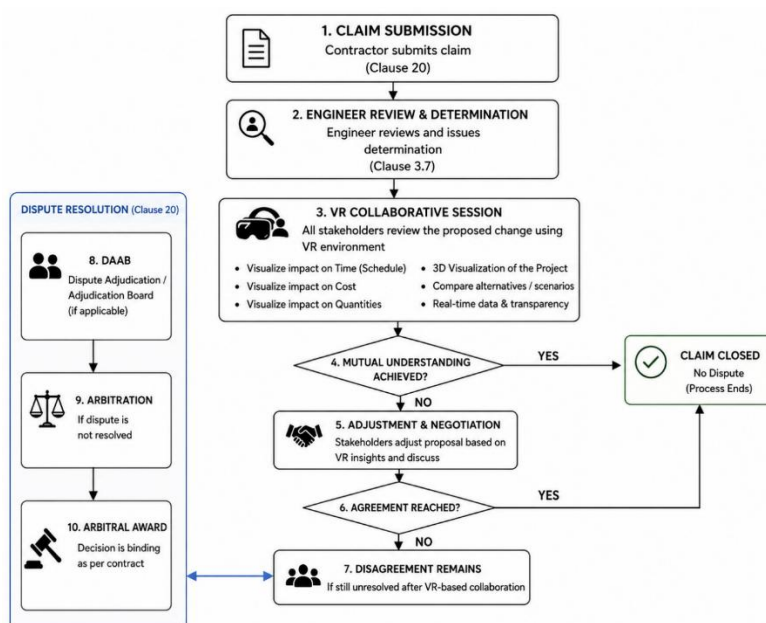 1. CLAIM SUBMISSION
Contractor submits claim
(Clause 20)
2. ENGINEER REVIEW & DETERMINATION
Engineer reviews and issues
determination
(Clause 3.7)
3. VR COLLABORATIVE SESSION
All stakeholders review the proposed change using
VR environment
• Visualize impact on Time (Schedule)
• Visualize impact on Cost
• Visualize impact on Quantities
• 3D Visualization of the Project
• Compare alternatives / scenarios
• Real-time data & transparency
4. MUTUAL UNDERSTANDING
ACHIEVED?
YES
NO
CLAIM CLOSED
No Dispute
(Process Ends)
5. ADJUSTMENT & NEGOTIATION
Stakeholders adjust proposal based on
VR insights and discuss
6. AGREEMENT REACHED?
YES
NO
7. DISAGREEMENT REMAINS
If still unresolved after VR-based collaboration
DISPUTE RESOLUTION (Clause 20)
8. DAAB
Dispute Adjudication /
Adjudication Board
(if applicable)
9. ARBITRATION
If dispute is
not resolved
10. ARBITRAL AWARD
Decision is binding
as per contract